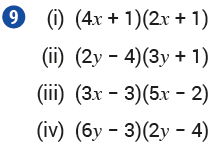 9 (i) (4x + 1)(2x + 1)
(ii) (2y − 4)(3y + 1)
(iii) (3x − 3)(5x − 2)
(iv) (6y − 3)(2y − 4)